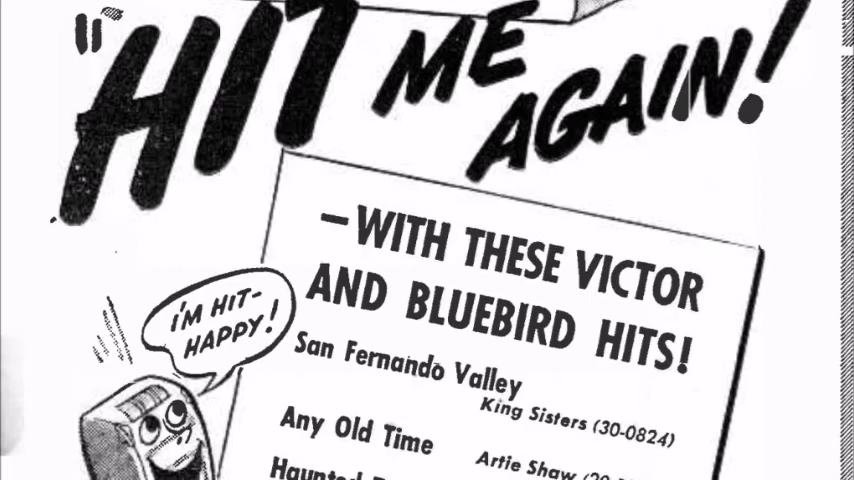 "HIT ME
AGAIN!
–WITH THESE VICTOR
AND BLUEBIRD HITS!
I'M HIT-
HAPPY!
San Fernando Valley
King Sisters (30-0824)
Any Old Time
Artie Shaw
Haunted